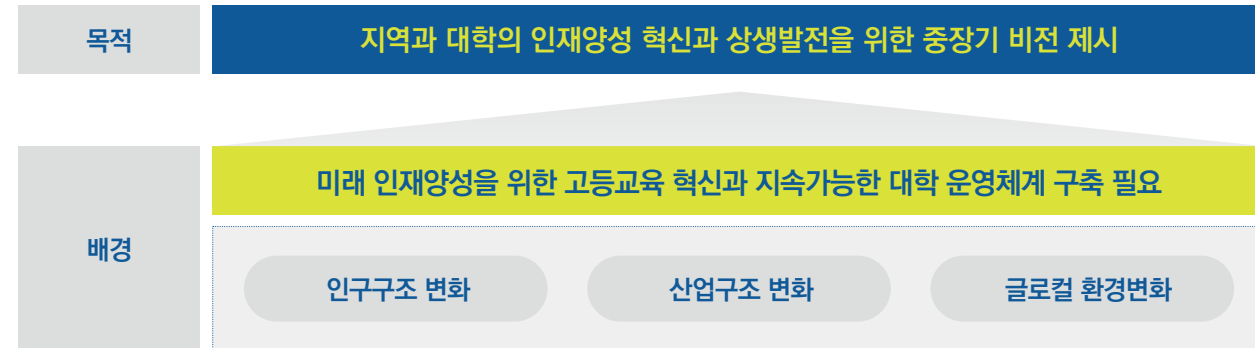 목적
지역과 대학의 인재양성 혁신과 상생발전을 위한 중장기 비전 제시
배경
미래 인재양성을 위한 고등교육 혁신과 지속가능한 대학 운영체계 구축 필요
인구구조 변화
산업구조 변화
글로컬 환경변화